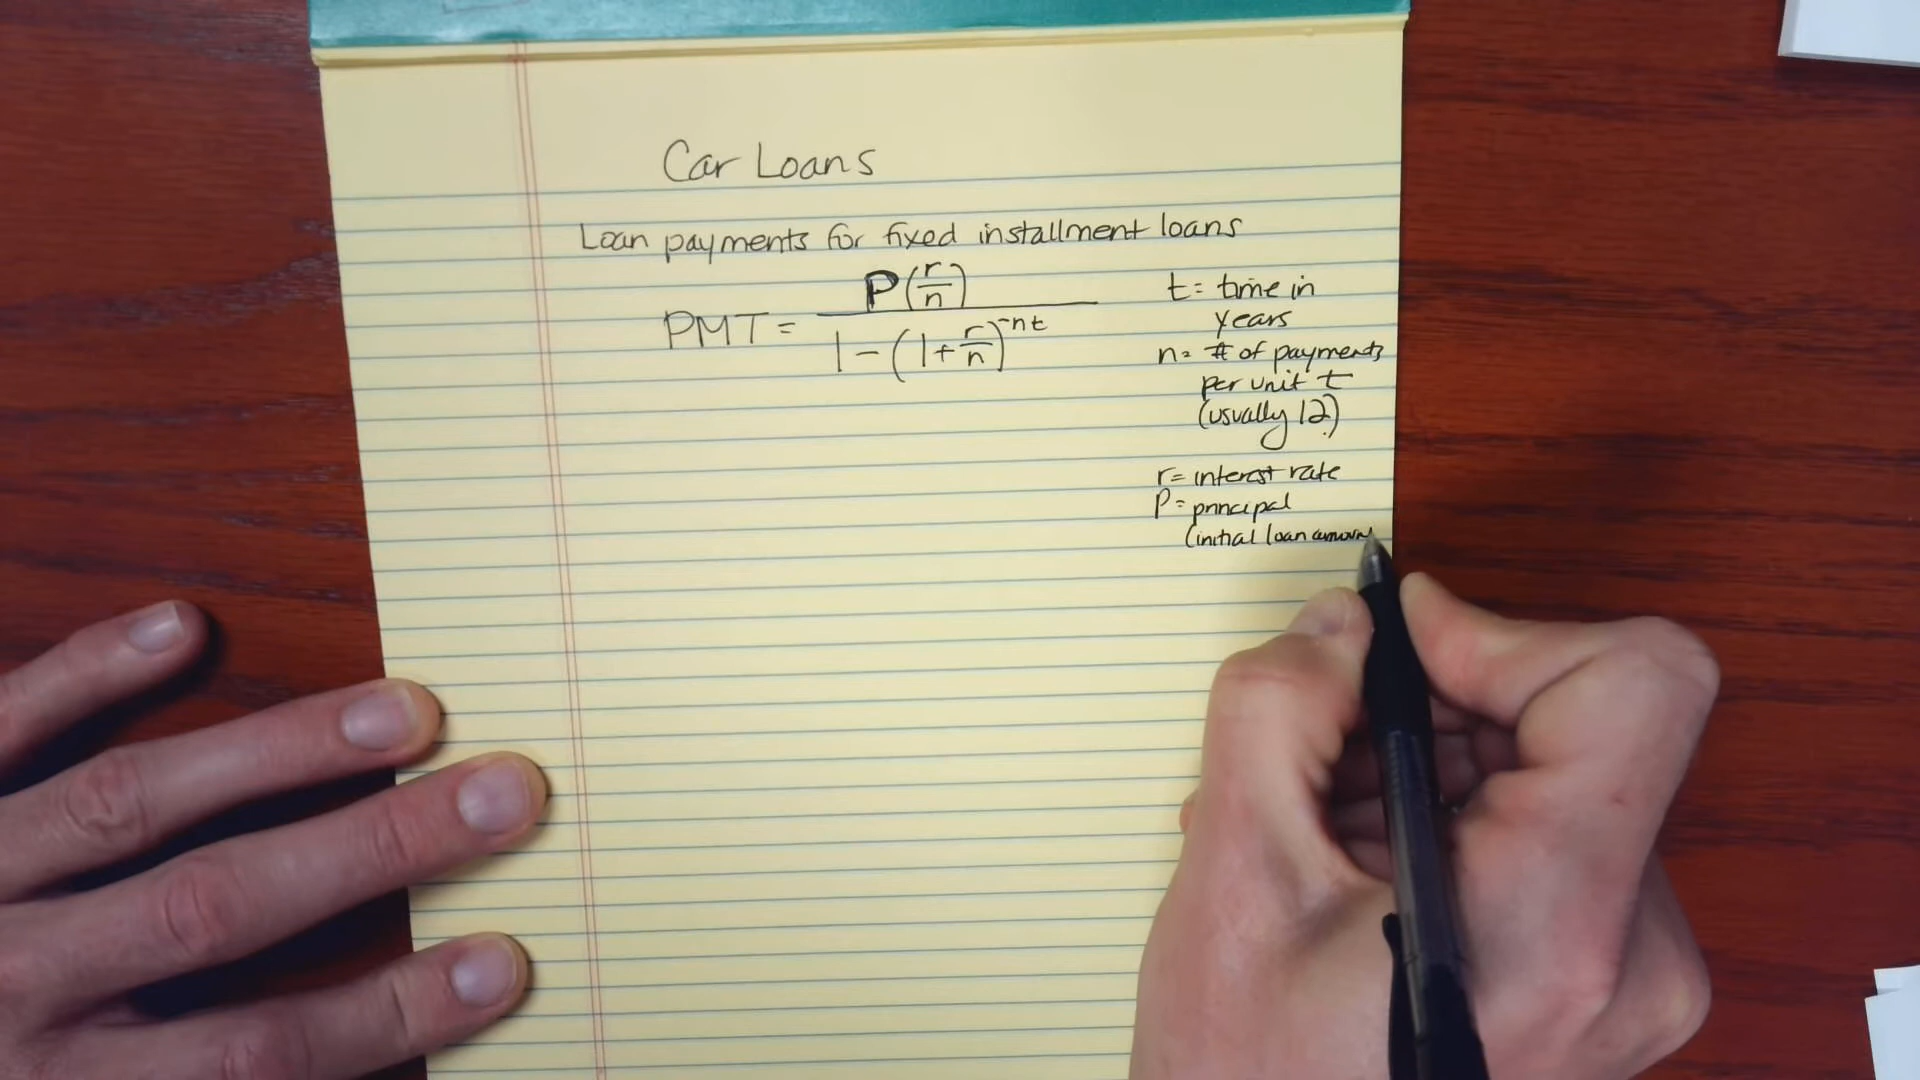 Car Loans
Loan payments for fixed installment loans
PMT = P(r/n) / 1-(1+r/n)^-nt
t= time in
years
n= # of payments
per unit t
(usually 12)
r= interest rate
P= principal
(initial loan amoun